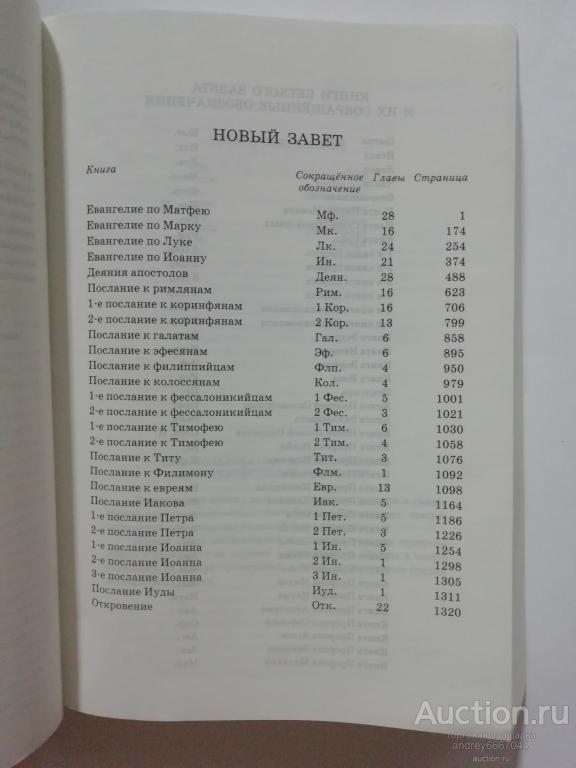 НОВЫЙ ЗАВЕТ
Книга Сокращённое обозначение Главы Страница
Евангелие по Матфею Мф. 28 1
Евангелие по Марку Мк. 16 174
Евангелие по Луке Лк. 24 254
Евангелие по Иоанну Ин. 21 374
Деяния апостолов Деян. 28 488
Послание к римлянам Рим. 16 623
1-е послание к коринфянам 1 Кор. 16 706
2-е послание к коринфянам 2 Кор. 13 799
Послание к галатам Гал. 6 858
Послание к эфесянам Эф. 6 895
Послание к филиппийцам Флп. 4 950
Послание к колоссянам Кол. 4 979
1-е послание к фессалоникийцам 1 Фес. 5 1001
2-е послание к фессалоникийцам 2 Фес. 3 1021
1-е послание к Тимофею 1 Тим. 6 1030
2-е послание к Тимофею 2 Тим. 4 1058
Послание к Титу Тит. 3 1076
Послание к Филимону Флм. 1 1092
Послание к евреям Евр. 13 1098
Послание Иакова Иак. 5 1164
1-е послание Петра 1 Пет. 5 1186
2-е послание Петра 2 Пет. 3 1226
1-е послание Иоанна 1 Ин. 5 1254
2-е послание Иоанна 2 Ин. 1 1298
3-е послание Иоанна 3 Ин. 1 1305
Послание Иуды Иуд. 1 1311
Откровение Отк. 22 1320
Auction.ru
торговая площадка
andrey6667044
auction.ru